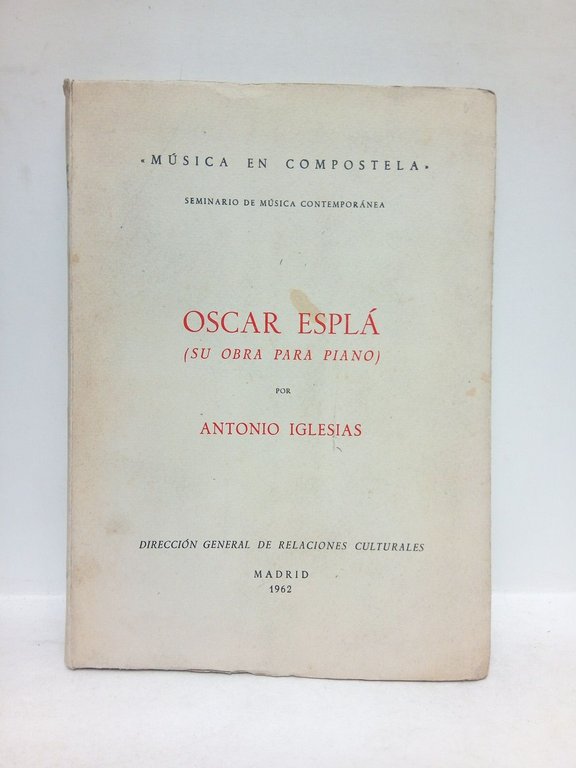 «MÚSICA EN COMPOSTELA»
SEMINARIO DE MÚSICA CONTEMPORÁNEA
OSCAR ESPLÁ
(SU OBRA PARA PIANO)
POR
ANTONIO IGLESIAS
DIRECCIÓN GENERAL DE RELACIONES CULTURALES
MADRID
1962